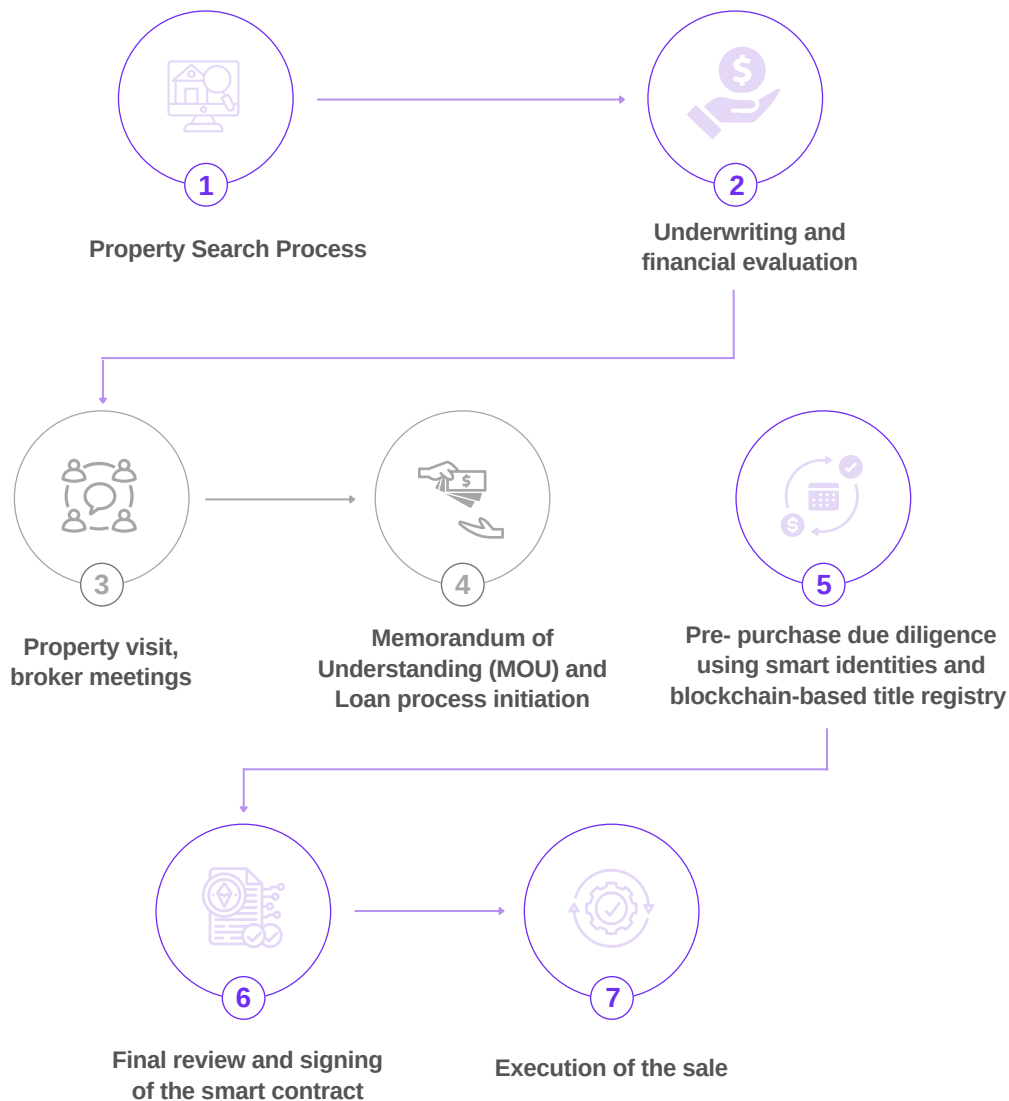 1
Property Search Process
2
Underwriting and
financial evaluation
3
Property visit,
broker meetings
$
4
Memorandum of
Understanding (MOU) and
Loan process initiation
$
5
Pre- purchase due diligence
using smart identities and
blockchain-based title registry
6
Final review and signing
of the smart contract
7
Execution of the sale